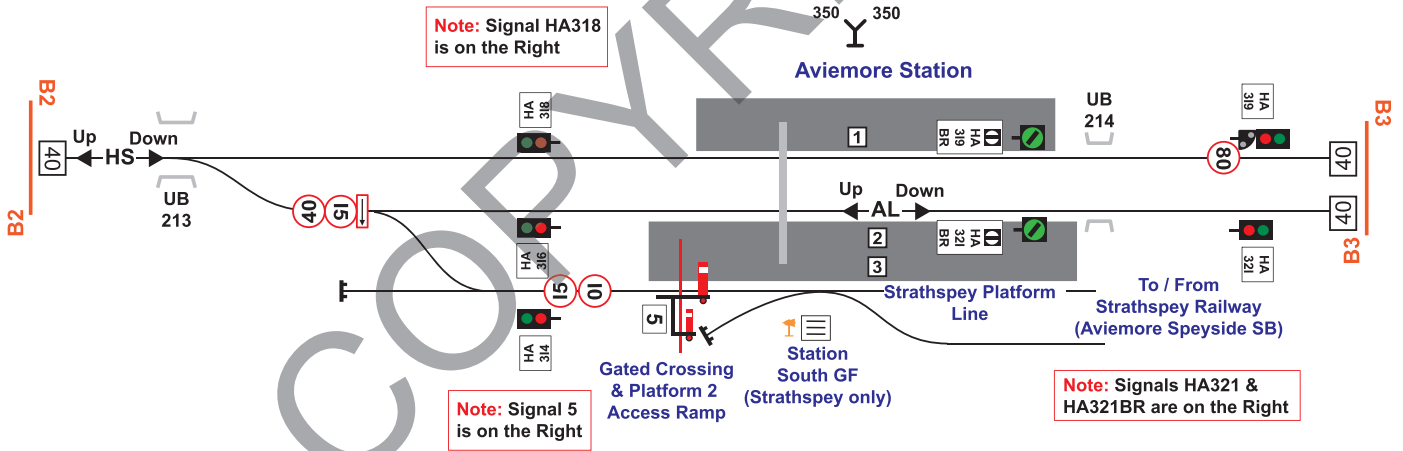 Note: Signal HA318
is on the Right
350 350
Aviemore Station
B2
B2
40
Up
Down
HS
UB
213
HA
318
1
HA
319
BR
UB
214
HA
319
80
40
B3
B3
40
40
15
Up
Down
AL
HA
316
2
3
HA
321
BR
HA
321
15
10
HA
314
5
Strathspey Platform
Line
To / From
Strathspey Railway
(Aviemore Speyside SB)
Gated Crossing
& Platform 2
Access Ramp
Station
South GF
(Strathspey only)
Note: Signal 5
is on the Right
Note: Signals HA321 &
HA321BR are on the Right
COPYR